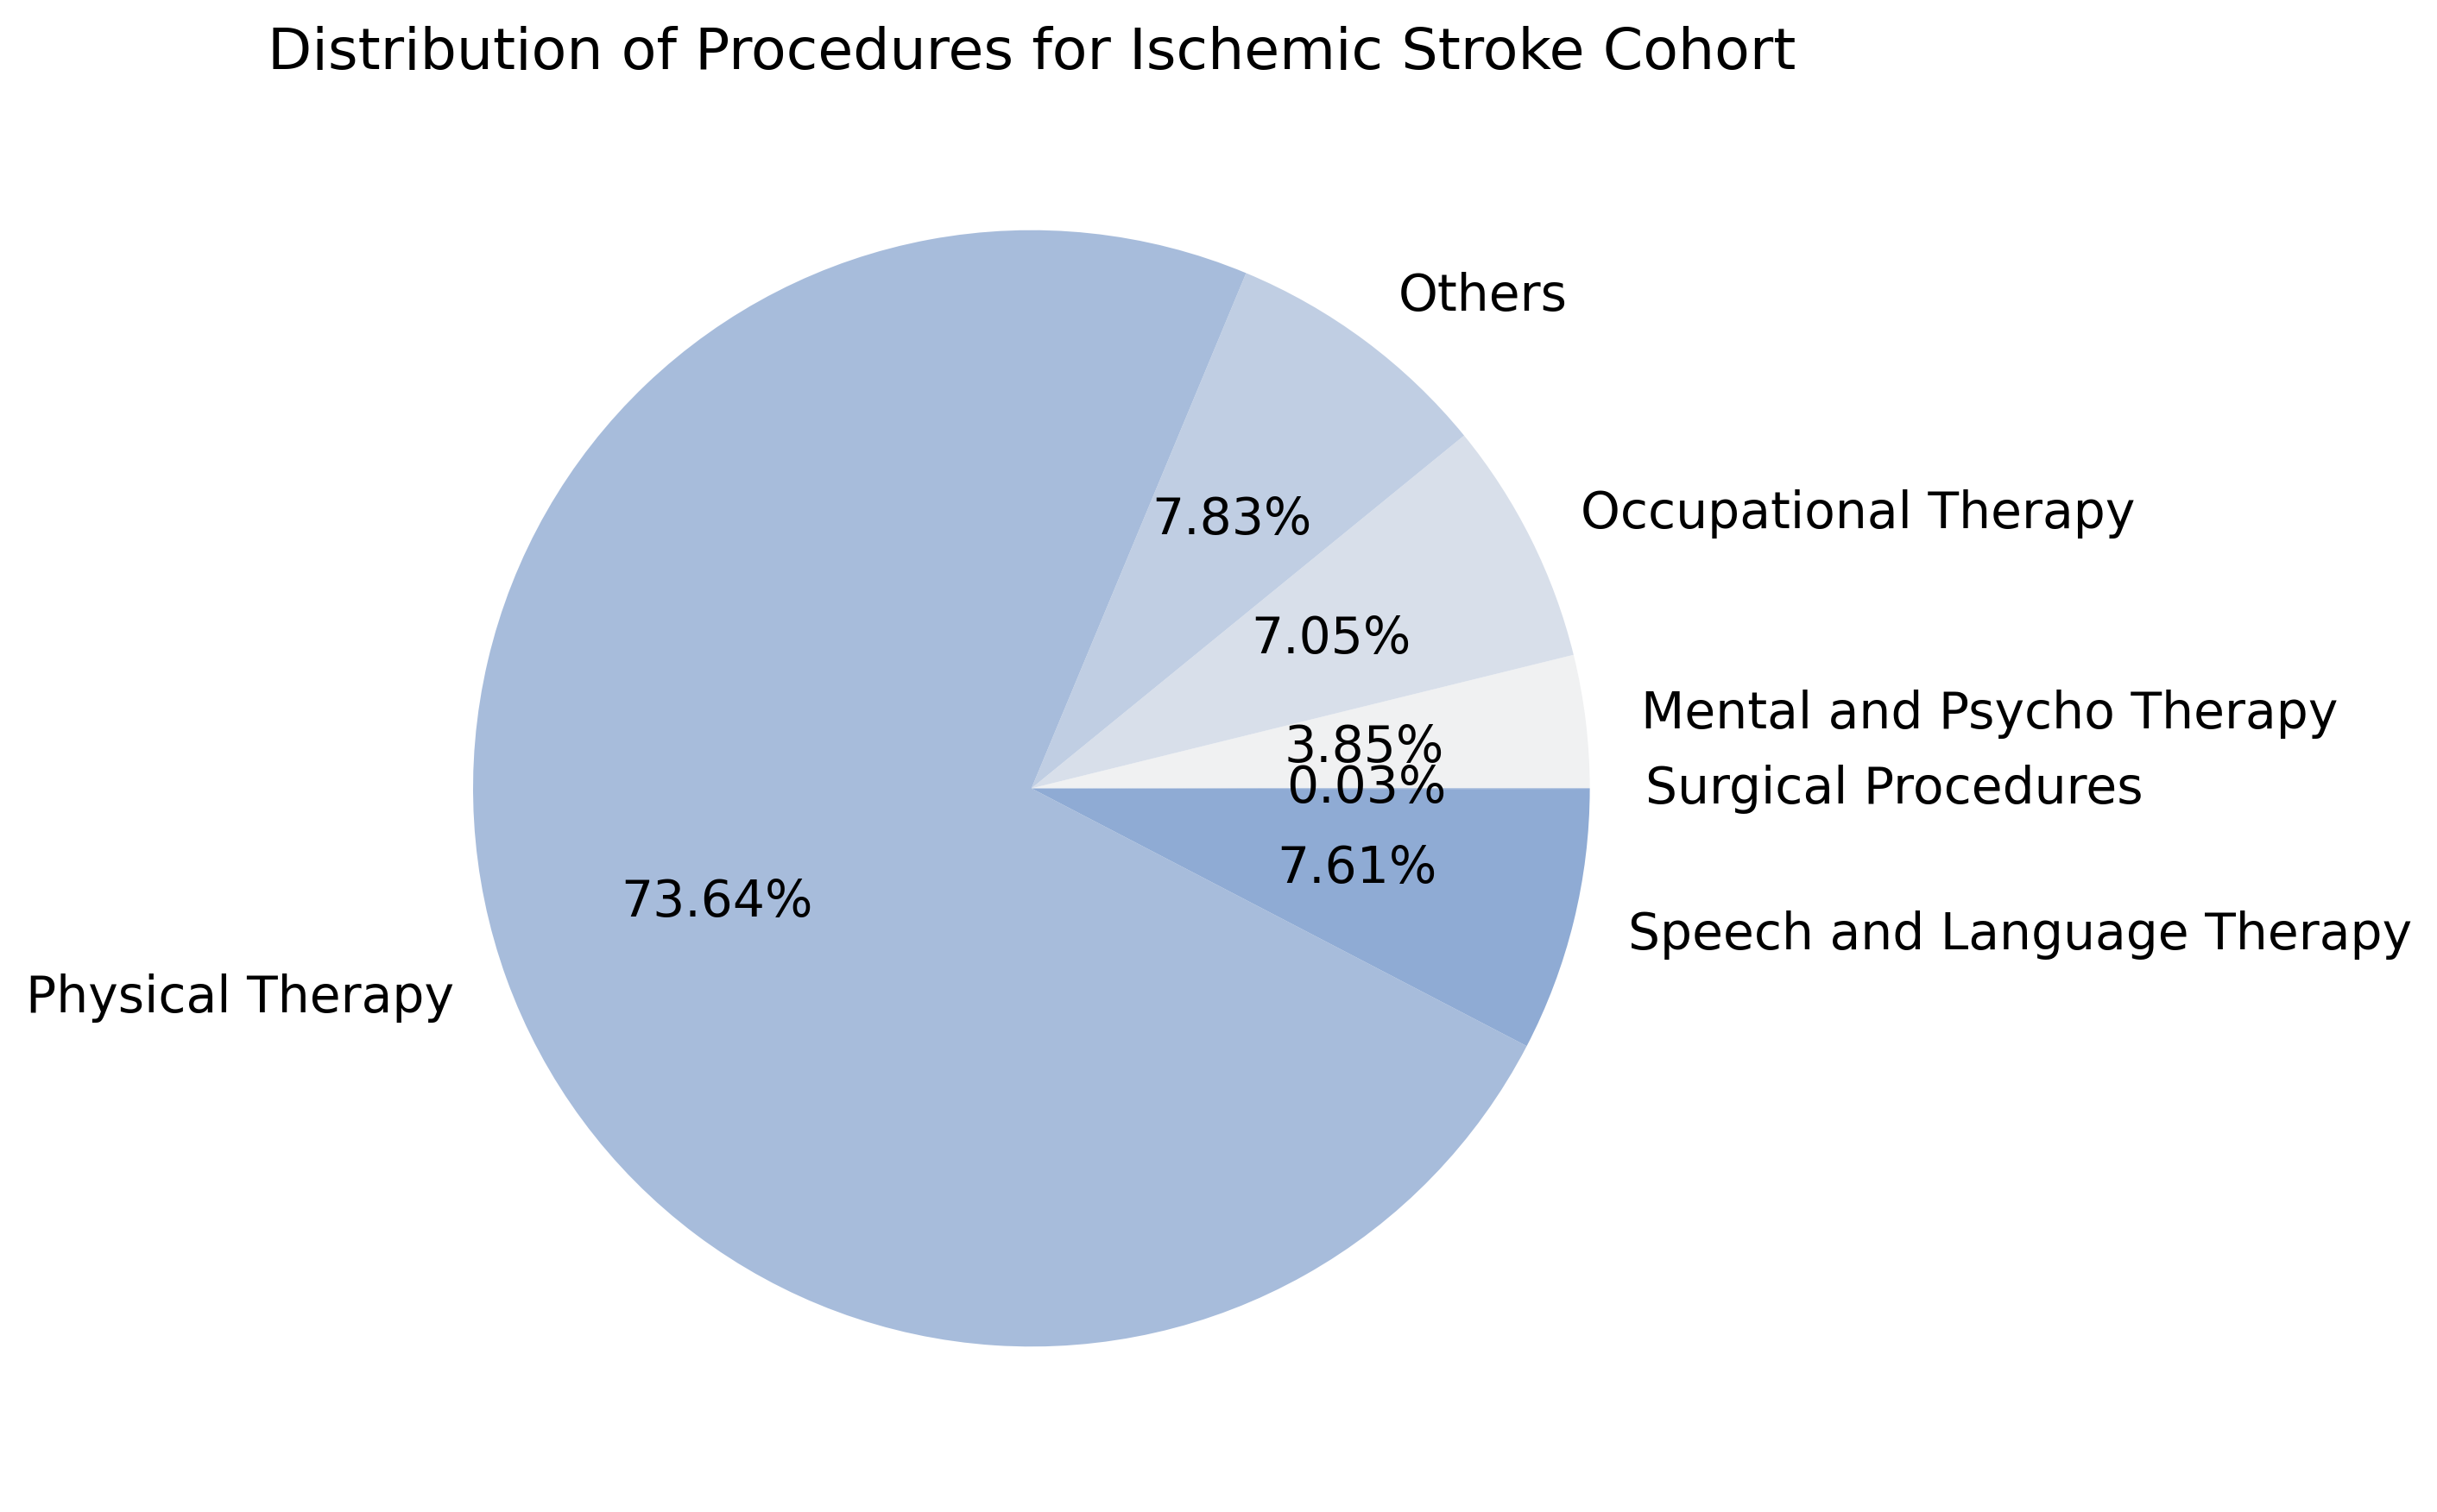 Distribution of Procedures for Ischemic Stroke Cohort
Others
7.83%
Occupational Therapy
7.05%
Mental and Psycho Therapy
3.85%
Surgical Procedures
0.03%
7.61%
Speech and Language Therapy
73.64%
Physical Therapy